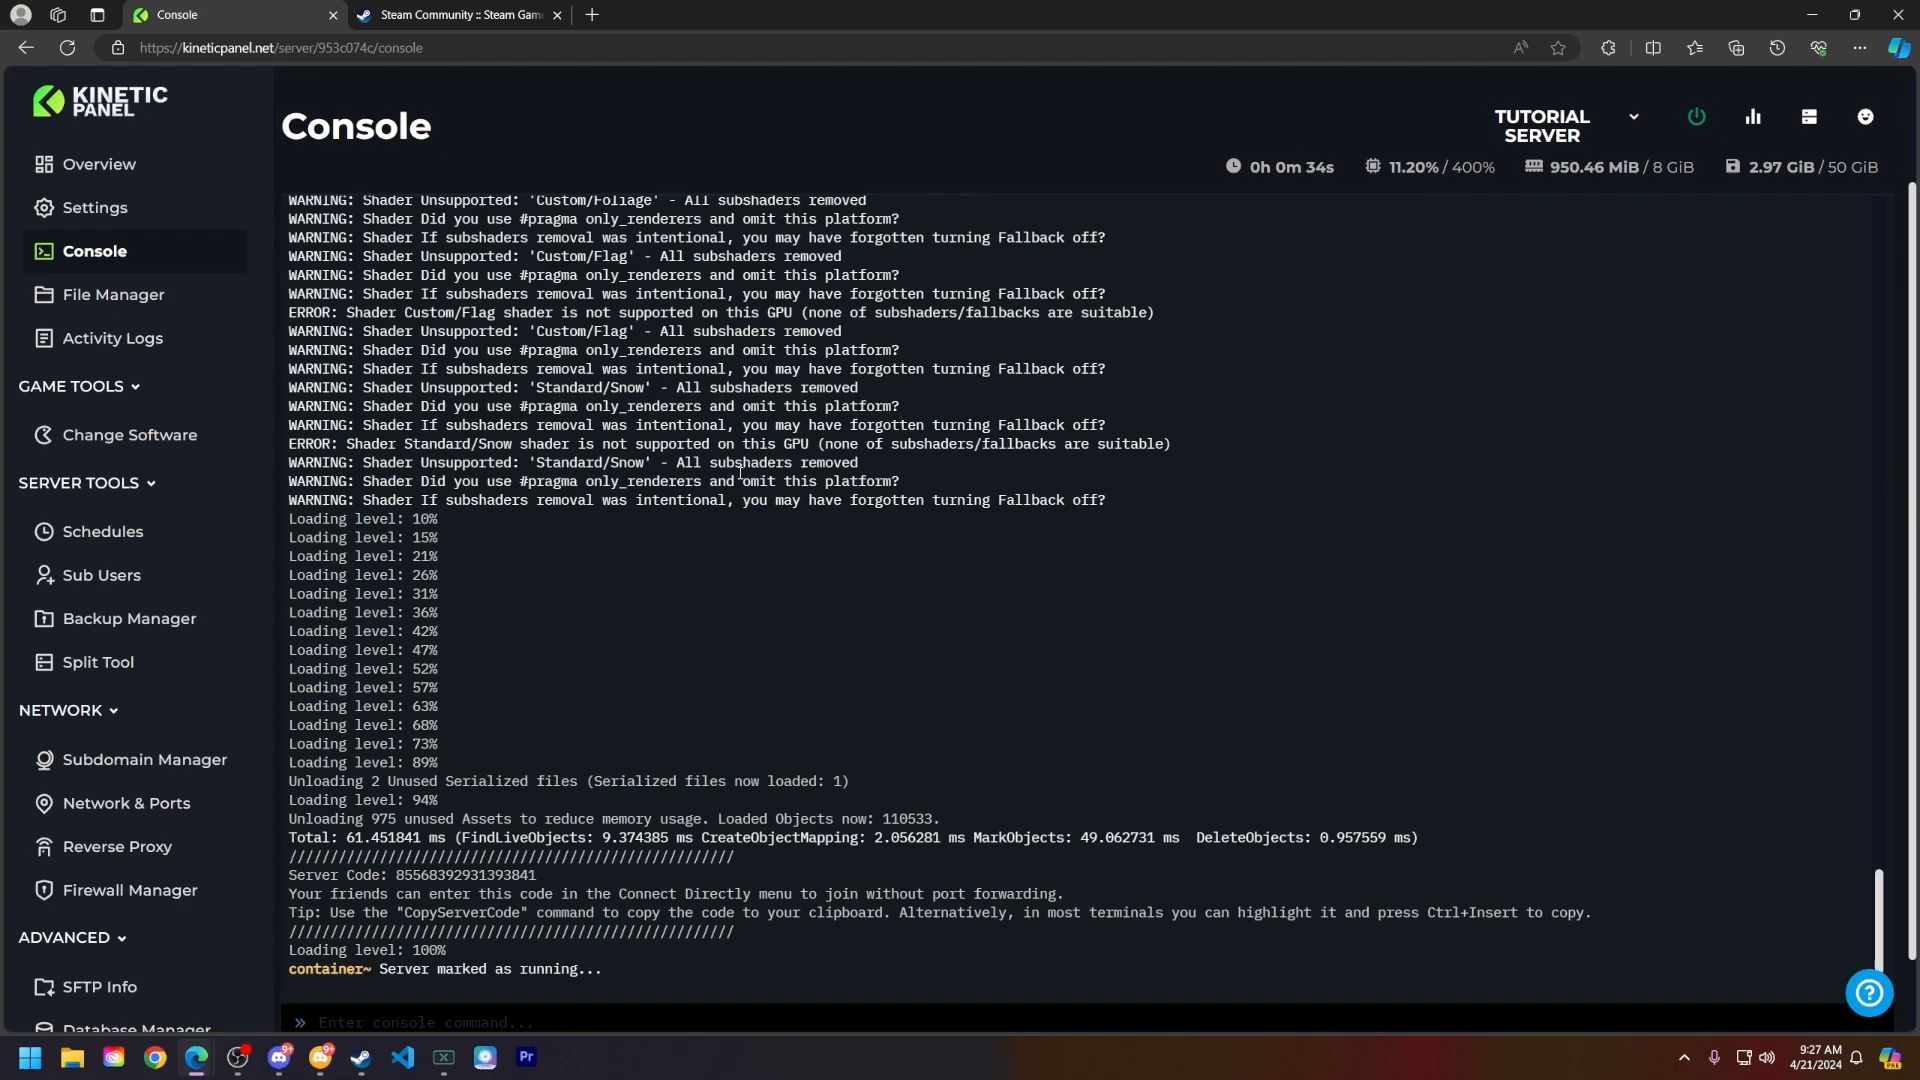 Console
Steam Community :: Steam Gam
https://kineticpanel.net/server/953c074c/console
KINETIC
PANEL
Overview
Settings
Console
File Manager
Activity Logs
GAME TOOLS
Change Software
SERVER TOOLS
Schedules
Sub Users
Backup Manager
Split Tool
NETWORK
Subdomain Manager
Network & Ports
Reverse Proxy
Firewall Manager
ADVANCED
SFTP Info
Database Manager
Console
TUTORIAL
SERVER
0h 0m 34s
11.20% / 400%
950.46 MiB / 8 GiB
2.97 GiB / 50 GiB
WARNING: Shader Unsupported: 'Custom/Foliage' - All subshaders removed
WARNING: Shader Did you use #pragma only_renderers and omit this platform?
WARNING: Shader If subshaders removal was intentional, you may have forgotten turning Fallback off?
WARNING: Shader Unsupported: 'Custom/Flag' - All subshaders removed
WARNING: Shader Did you use #pragma only_renderers and omit this platform?
WARNING: Shader If subshaders removal was intentional, you may have forgotten turning Fallback off?
ERROR: Shader Custom/Flag shader is not supported on this GPU (none of subshaders/fallbacks are suitable)
WARNING: Shader Unsupported: 'Custom/Flag' - All subshaders removed
WARNING: Shader Did you use #pragma only_renderers and omit this platform?
WARNING: Shader If subshaders removal was intentional, you may have forgotten turning Fallback off?
WARNING: Shader Unsupported: 'Standard/Snow' - All subshaders removed
WARNING: Shader Did you use #pragma only_renderers and omit this platform?
WARNING: Shader If subshaders removal was intentional, you may have forgotten turning Fallback off?
ERROR: Shader Standard/Snow shader is not supported on this GPU (none of subshaders/fallbacks are suitable)
WARNING: Shader Unsupported: 'Standard/Snow' - All subshaders removed
WARNING: Shader Did you use #pragma only_renderers and omit this platform?
WARNING: Shader If subshaders removal was intentional, you may have forgotten turning Fallback off?
Loading level: 10%
Loading level: 15%
Loading level: 21%
Loading level: 26%
Loading level: 31%
Loading level: 36%
Loading level: 42%
Loading level: 47%
Loading level: 52%
Loading level: 57%
Loading level: 63%
Loading level: 68%
Loading level: 73%
Loading level: 89%
Unloading 2 Unused Serialized files (Serialized files now loaded: 1)
Loading level: 94%
Unloading 975 unused Assets to reduce memory usage. Loaded Objects now: 110533.
Total: 61.451841 ms (FindLiveObjects: 9.374385 ms CreateObjectMapping: 2.056281 ms MarkObjects: 49.062731 ms  DeleteObjects: 0.957559 ms)
//////////////////////////////////////////////////////
Server Code: 85568392931393841
Your friends can enter this code in the Connect Directly menu to join without port forwarding.
Tip: Use the "CopyServerCode" command to copy the code to your clipboard. Alternatively, in most terminals you can highlight it and press Ctrl+Insert to copy.
//////////////////////////////////////////////////////
Loading level: 100%
container~ Server marked as running...
» Enter console command...
9:27 AM
4/21/2024